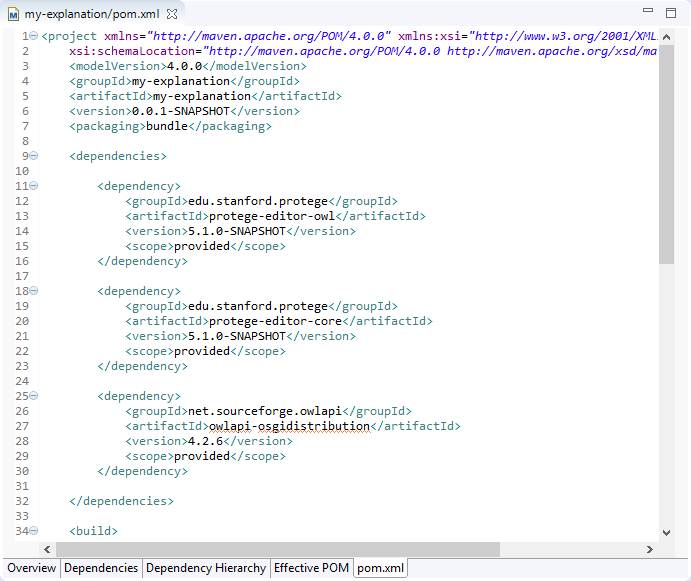 my-explanation/pom.xml
1 <project xmlns="http://maven.apache.org/POM/4.0.0" xmlns:xsi="http://www.w3.org/2001/XML
2 xsi:schemaLocation="http://maven.apache.org/POM/4.0.0 http://maven.apache.org/xsd/ma
3 <modelVersion>4.0.0</modelVersion>
4 <groupId>my-explanation</groupId>
5 <artifactId>my-explanation</artifactId>
6 <version>0.0.1-SNAPSHOT</version>
7 <packaging>bundle</packaging>
8
9 <dependencies>
10
11 <dependency>
12 <groupId>edu.stanford.protege</groupId>
13 <artifactId>protege-editor-owl</artifactId>
14 <version>5.1.0-SNAPSHOT</version>
15 <scope>provided</scope>
16 </dependency>
17
18 <dependency>
19 <groupId>edu.stanford.protege</groupId>
20 <artifactId>protege-editor-core</artifactId>
21 <version>5.1.0-SNAPSHOT</version>
22 <scope>provided</scope>
23 </dependency>
24
25 <dependency>
26 <groupId>net.sourceforge.owlapi</groupId>
27 <artifactId>owlapi-osgidistribution</artifactId>
28 <version>4.2.6</version>
29 <scope>provided</scope>
30 </dependency>
31
32 </dependencies>
33
34 <build>
Overview Dependencies Dependency Hierarchy Effective POM pom.xml